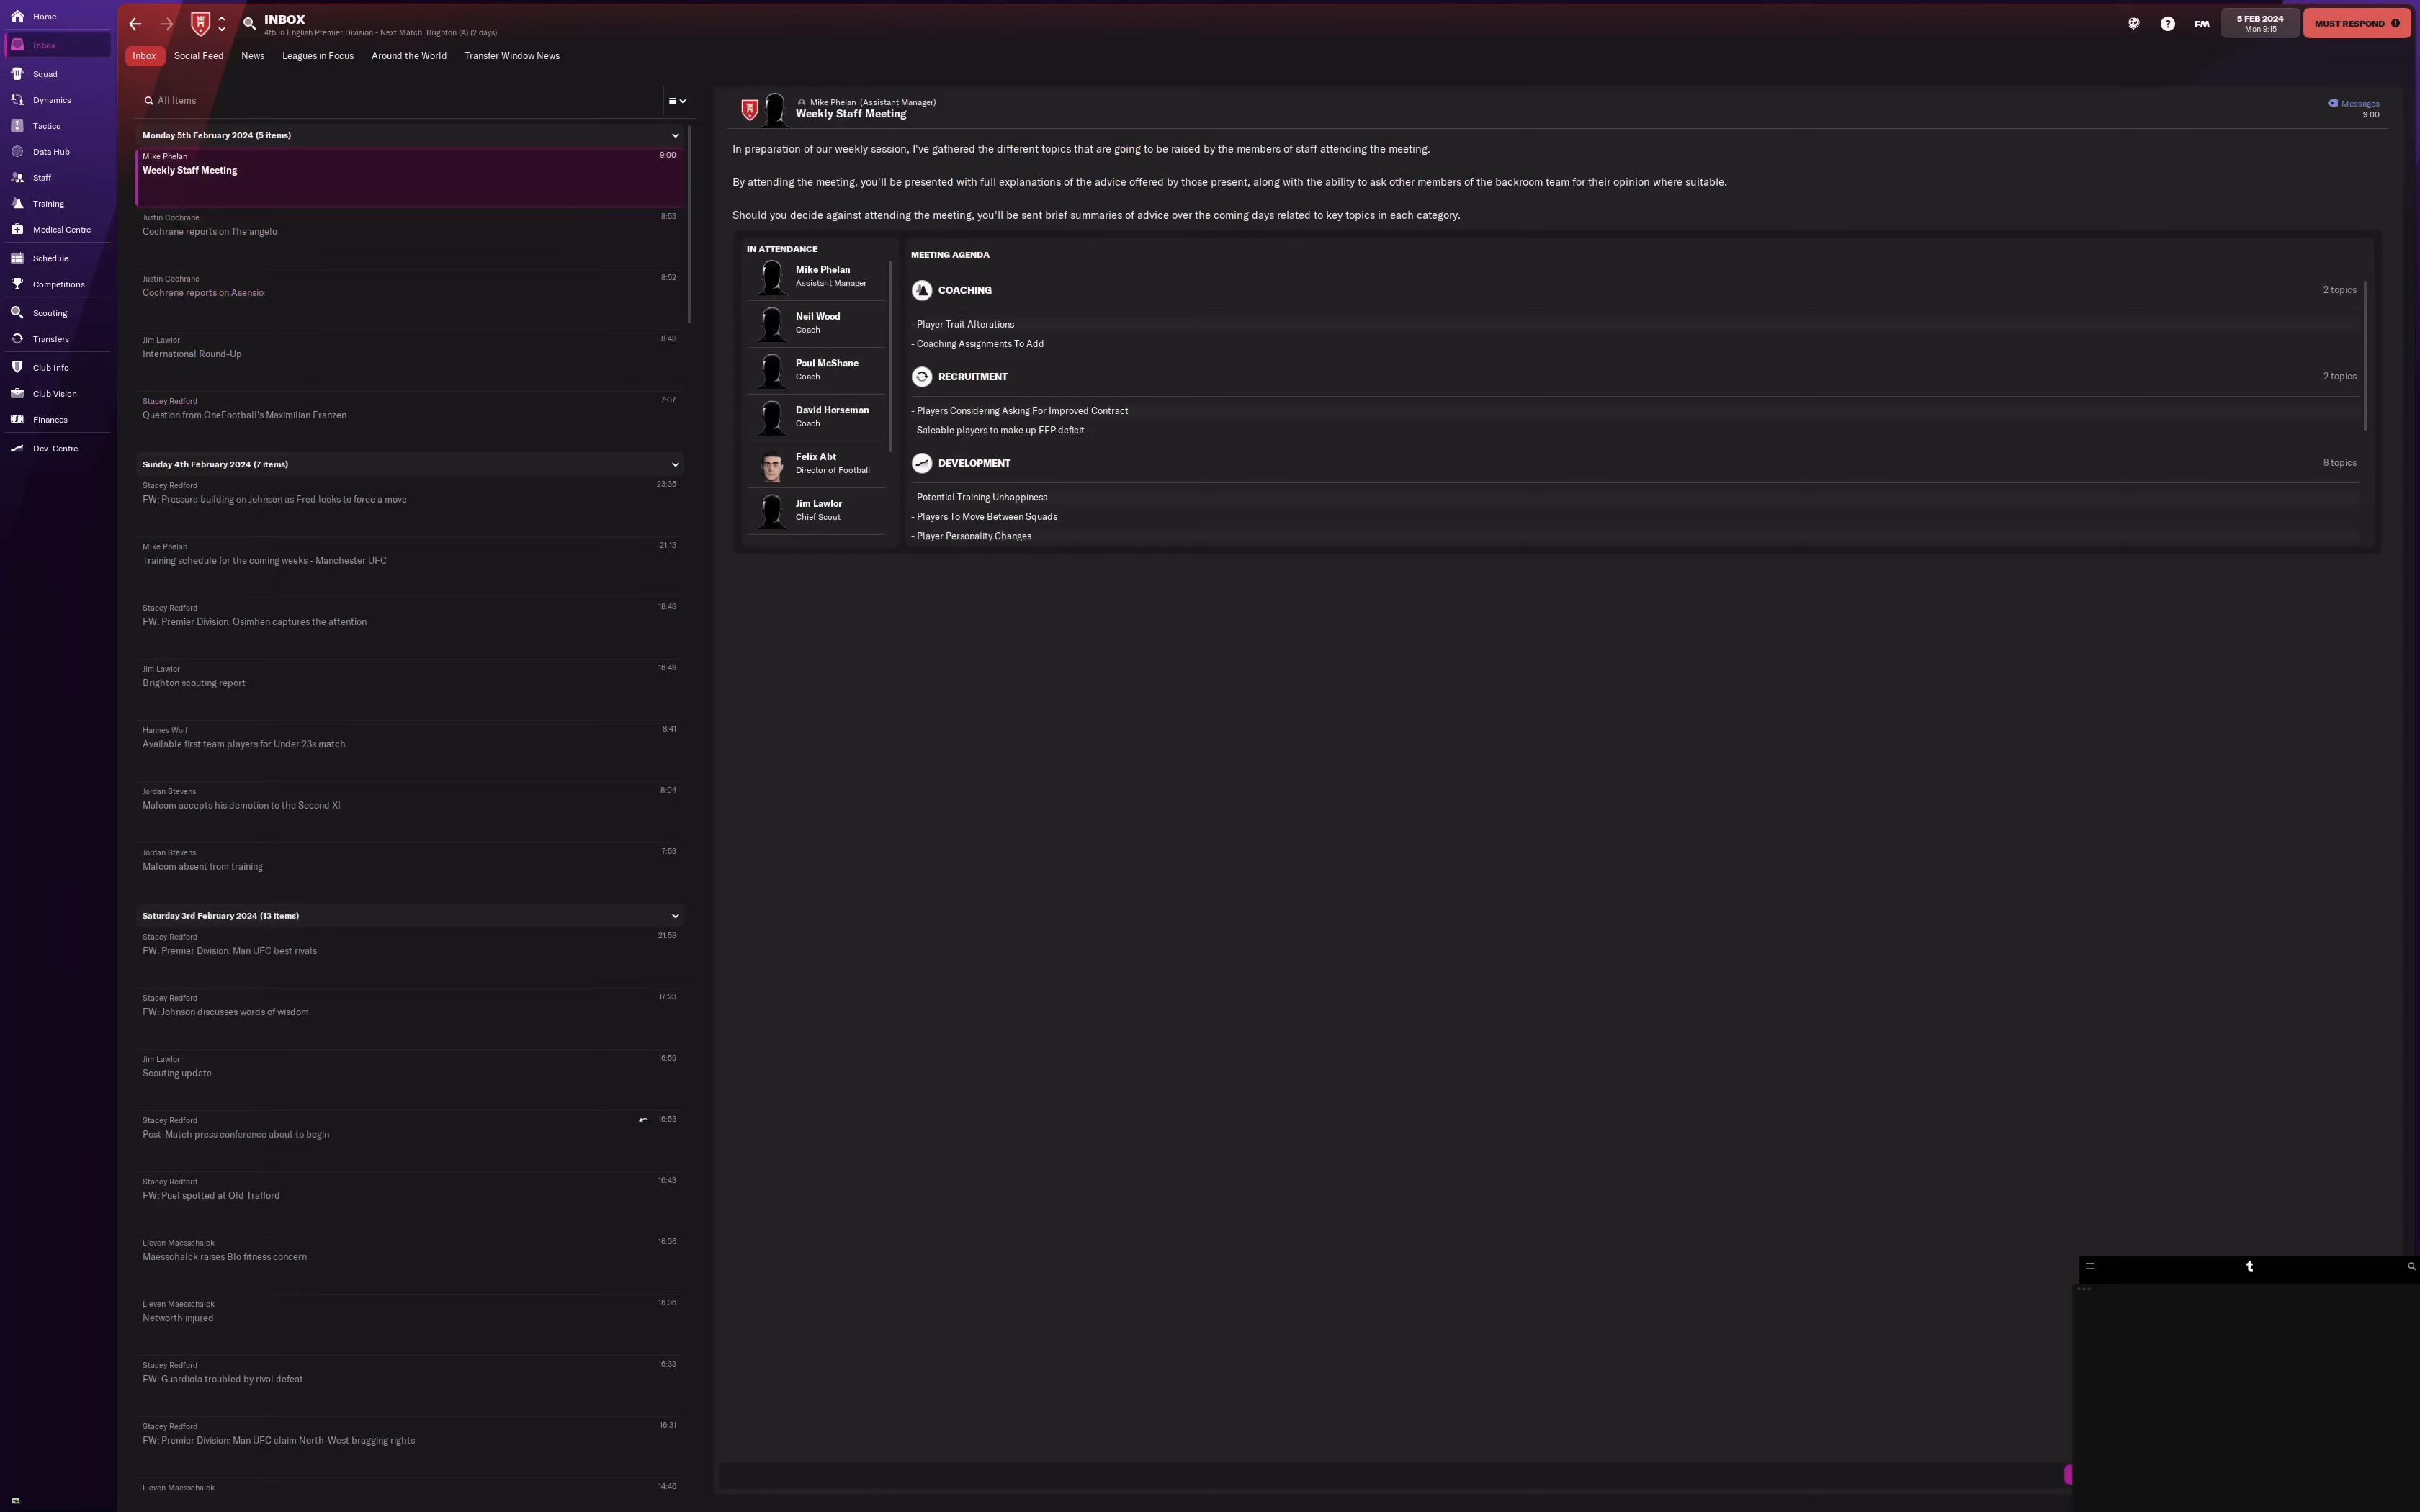 Home
Inbox
Squad
Dynamics
Tactics
Data Hub
Staff
Training
Medical Centre
Schedule
Competitions
Scouting
Transfers
Club Info
Club Vision
Finances
Dev. Centre
INBOX
4th in English Premier Division - Next Match: Brighton (A) (2 days)
FM
5 FEB 2024
Mon 9:15
MUST RESPOND
Inbox Social Feed News Leagues in Focus Around the World Transfer Window News
All Items
Monday 5th February 2024 (5 items)
Mike Phelan 9:00
Weekly Staff Meeting
Justin Cochrane 8:53
Cochrane reports on The'angelo
Justin Cochrane 8:52
Cochrane reports on Asensio
Jim Lawlor 8:48
International Round-Up
Stacey Redford 7:07
Question from OneFootball's Maximilian Franzen
Sunday 4th February 2024 (7 items)
Stacey Redford 23:35
FW: Pressure building on Johnson as Fred looks to force a move
Mike Phelan 21:13
Training schedule for the coming weeks - Manchester UFC
Stacey Redford 18:48
FW: Premier Division: Osimhen captures the attention
Jim Lawlor 16:49
Brighton scouting report
Hannes Wolf 8:41
Available first team players for Under 23s match
Jordan Stevens 8:04
Malcom accepts his demotion to the Second XI
Jordan Stevens 7:53
Malcom absent from training
Saturday 3rd February 2024 (13 items)
Stacey Redford 21:58
FW: Premier Division: Man UFC best rivals
Stacey Redford 17:23
FW: Johnson discusses words of wisdom
Jim Lawlor 16:59
Scouting update
Stacey Redford 16:53
Post-Match press conference about to begin
Stacey Redford 16:43
FW: Puel spotted at Old Trafford
Lieven Maesschalck 16:36
Maesschalck raises Blo fitness concern
Lieven Maesschalck 16:36
Networth injured
Stacey Redford 16:33
FW: Guardiola troubled by rival defeat
Stacey Redford 16:31
FW: Premier Division: Man UFC claim North-West bragging rights
Lieven Maesschalck 14:46
Mike Phelan (Assistant Manager)
Weekly Staff Meeting
Messages
9:00
In preparation of our weekly session, I've gathered the different topics that are going to be raised by the members of staff attending the meeting.
By attending the meeting, you'll be presented with full explanations of the advice offered by those present, along with the ability to ask other members of the backroom team for their opinion where suitable.
Should you decide against attending the meeting, you'll be sent brief summaries of advice over the coming days related to key topics in each category.
IN ATTENDANCE
Mike Phelan
Assistant Manager
Neil Wood
Coach
Paul McShane
Coach
David Horseman
Coach
Felix Abt
Director of Football
Jim Lawlor
Chief Scout
MEETING AGENDA
COACHING 2 topics
- Player Trait Alterations
- Coaching Assignments To Add
RECRUITMENT 2 topics
- Players Considering Asking For Improved Contract
- Saleable players to make up FFP deficit
DEVELOPMENT 8 topics
- Potential Training Unhappiness
- Players To Move Between Squads
- Player Personality Changes
t